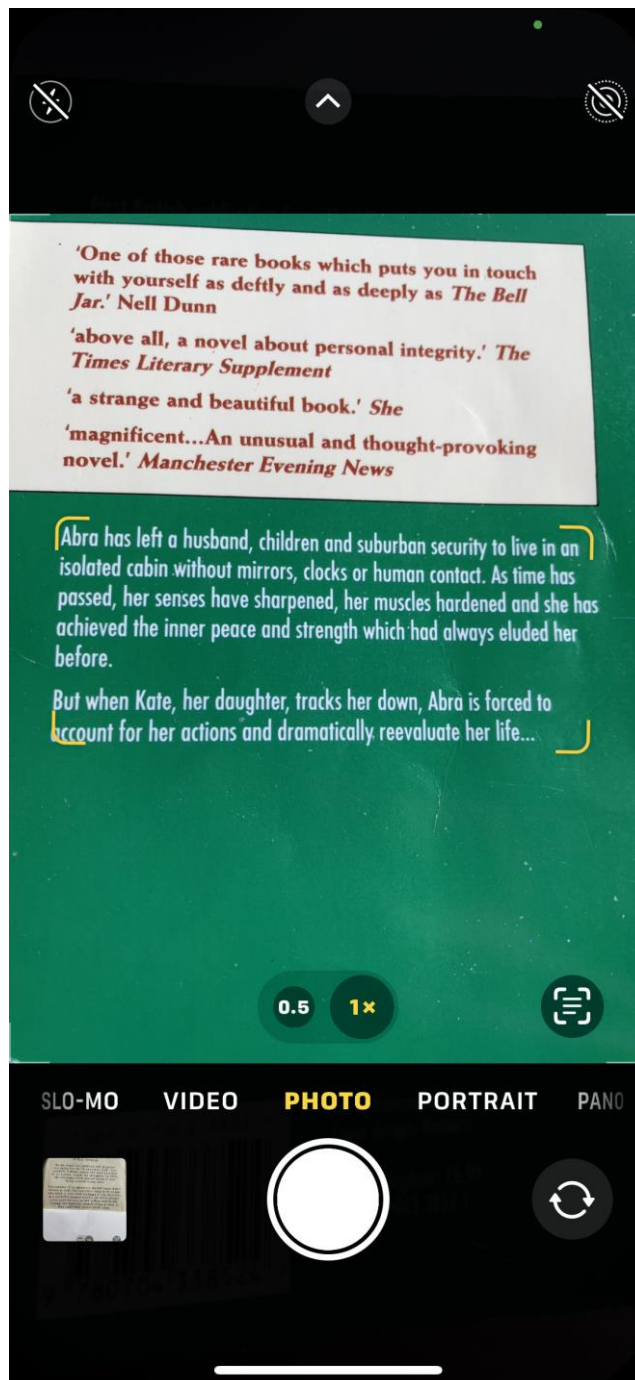 'One of those rare books which puts you in touch
with yourself as deftly and as deeply as The Bell
Jar.' Nell Dunn
'above all, a novel about personal integrity.' The
Times Literary Supplement
'a strange and beautiful book.' She
'magnificent...An unusual and thought-provoking
novel.' Manchester Evening News
Abra has left a husband, children and suburban security to live in an
isolated cabin without mirrors, clocks or human contact. As time has
passed, her senses have sharpened, her muscles hardened and she has
achieved the inner peace and strength which had always eluded her
before.
But when Kate, her daughter, tracks her down, Abra is forced to
account for her actions and dramatically reevaluate her life...
0.5 1×
SLO-MO VIDEO PHOTO PORTRAIT PANO